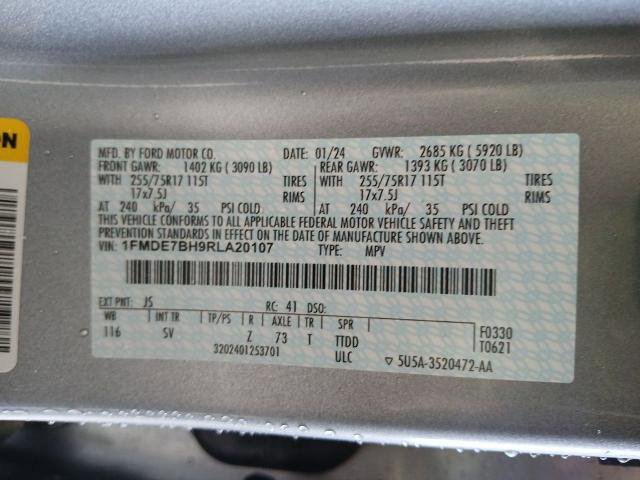 ON
MFD. BY FORD MOTOR CO. DATE: 01/24 GVWR: 2685 KG ( 5920 LB)
FRONT GAWR: 1402 KG ( 3090 LB) REAR GAWR: 1393 KG ( 3070 LB)
WITH 255/75R17 115T TIRES WITH 255/75R17 115T TIRES
17x7.5J RIMS 17x7.5J RIMS
AT 240 kPa/ 35 PSI COLD AT 240 kPa/ 35 PSI COLD
THIS VEHICLE CONFORMS TO ALL APPLICABLE FEDERAL MOTOR VEHICLE SAFETY AND THEFT
PREVENTION STANDARDS IN EFFECT ON THE DATE OF MANUFACTURE SHOWN ABOVE.
VIN: 1FMDE7BH9RLA20107 TYPE: MPV
EXT PNT: JS RC: 41 DSO:
WB INT TR TP/PS R AXLE TR SPR F0330
116 SV Z 73 T TTDD T0621
3202401253701 ULC ▽ 5U5A-3520472-AA